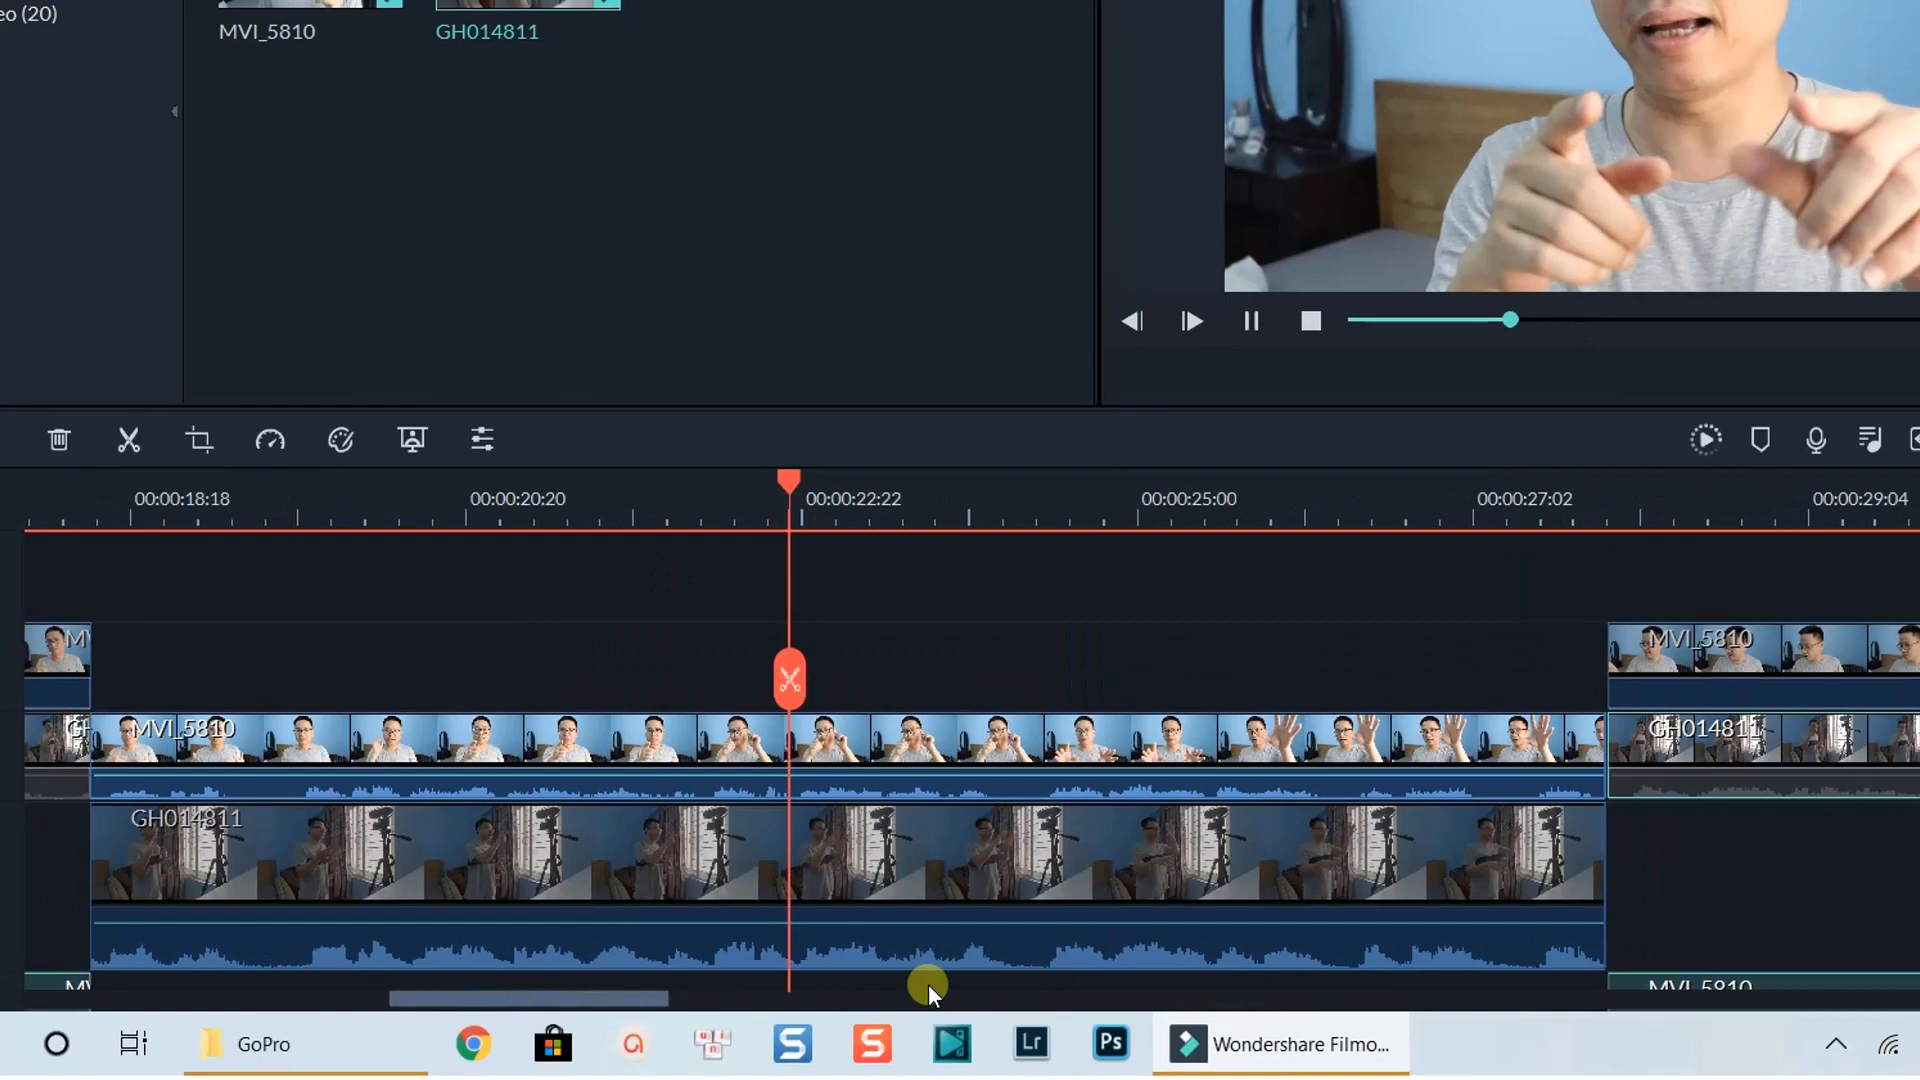 eo (20)
MVI_5810
GH014811
00:00:18:18
00:00:20:20
00:00:22:22
00:00:25:00
00:00:27:02
00:00:29:04
MVI_5810
MVI_5810
GH014811
GH014811
MVI_5810
GoPro
S
S
Lr
Ps
Wondershare Filmo...